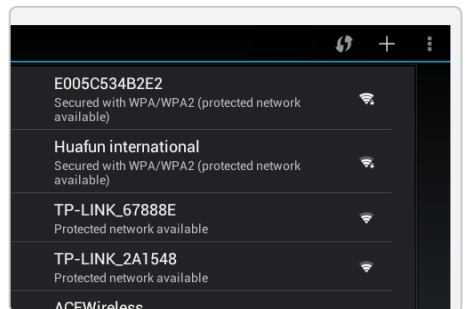 E005C534B2E2
Secured with WPA/WPA2 (protected network
available)
Huafun international
Secured with WPA/WPA2 (protected network
available)
TP-LINK_67888E
Protected network available
TP-LINK_2A1548
Protected network available
ACEWireless